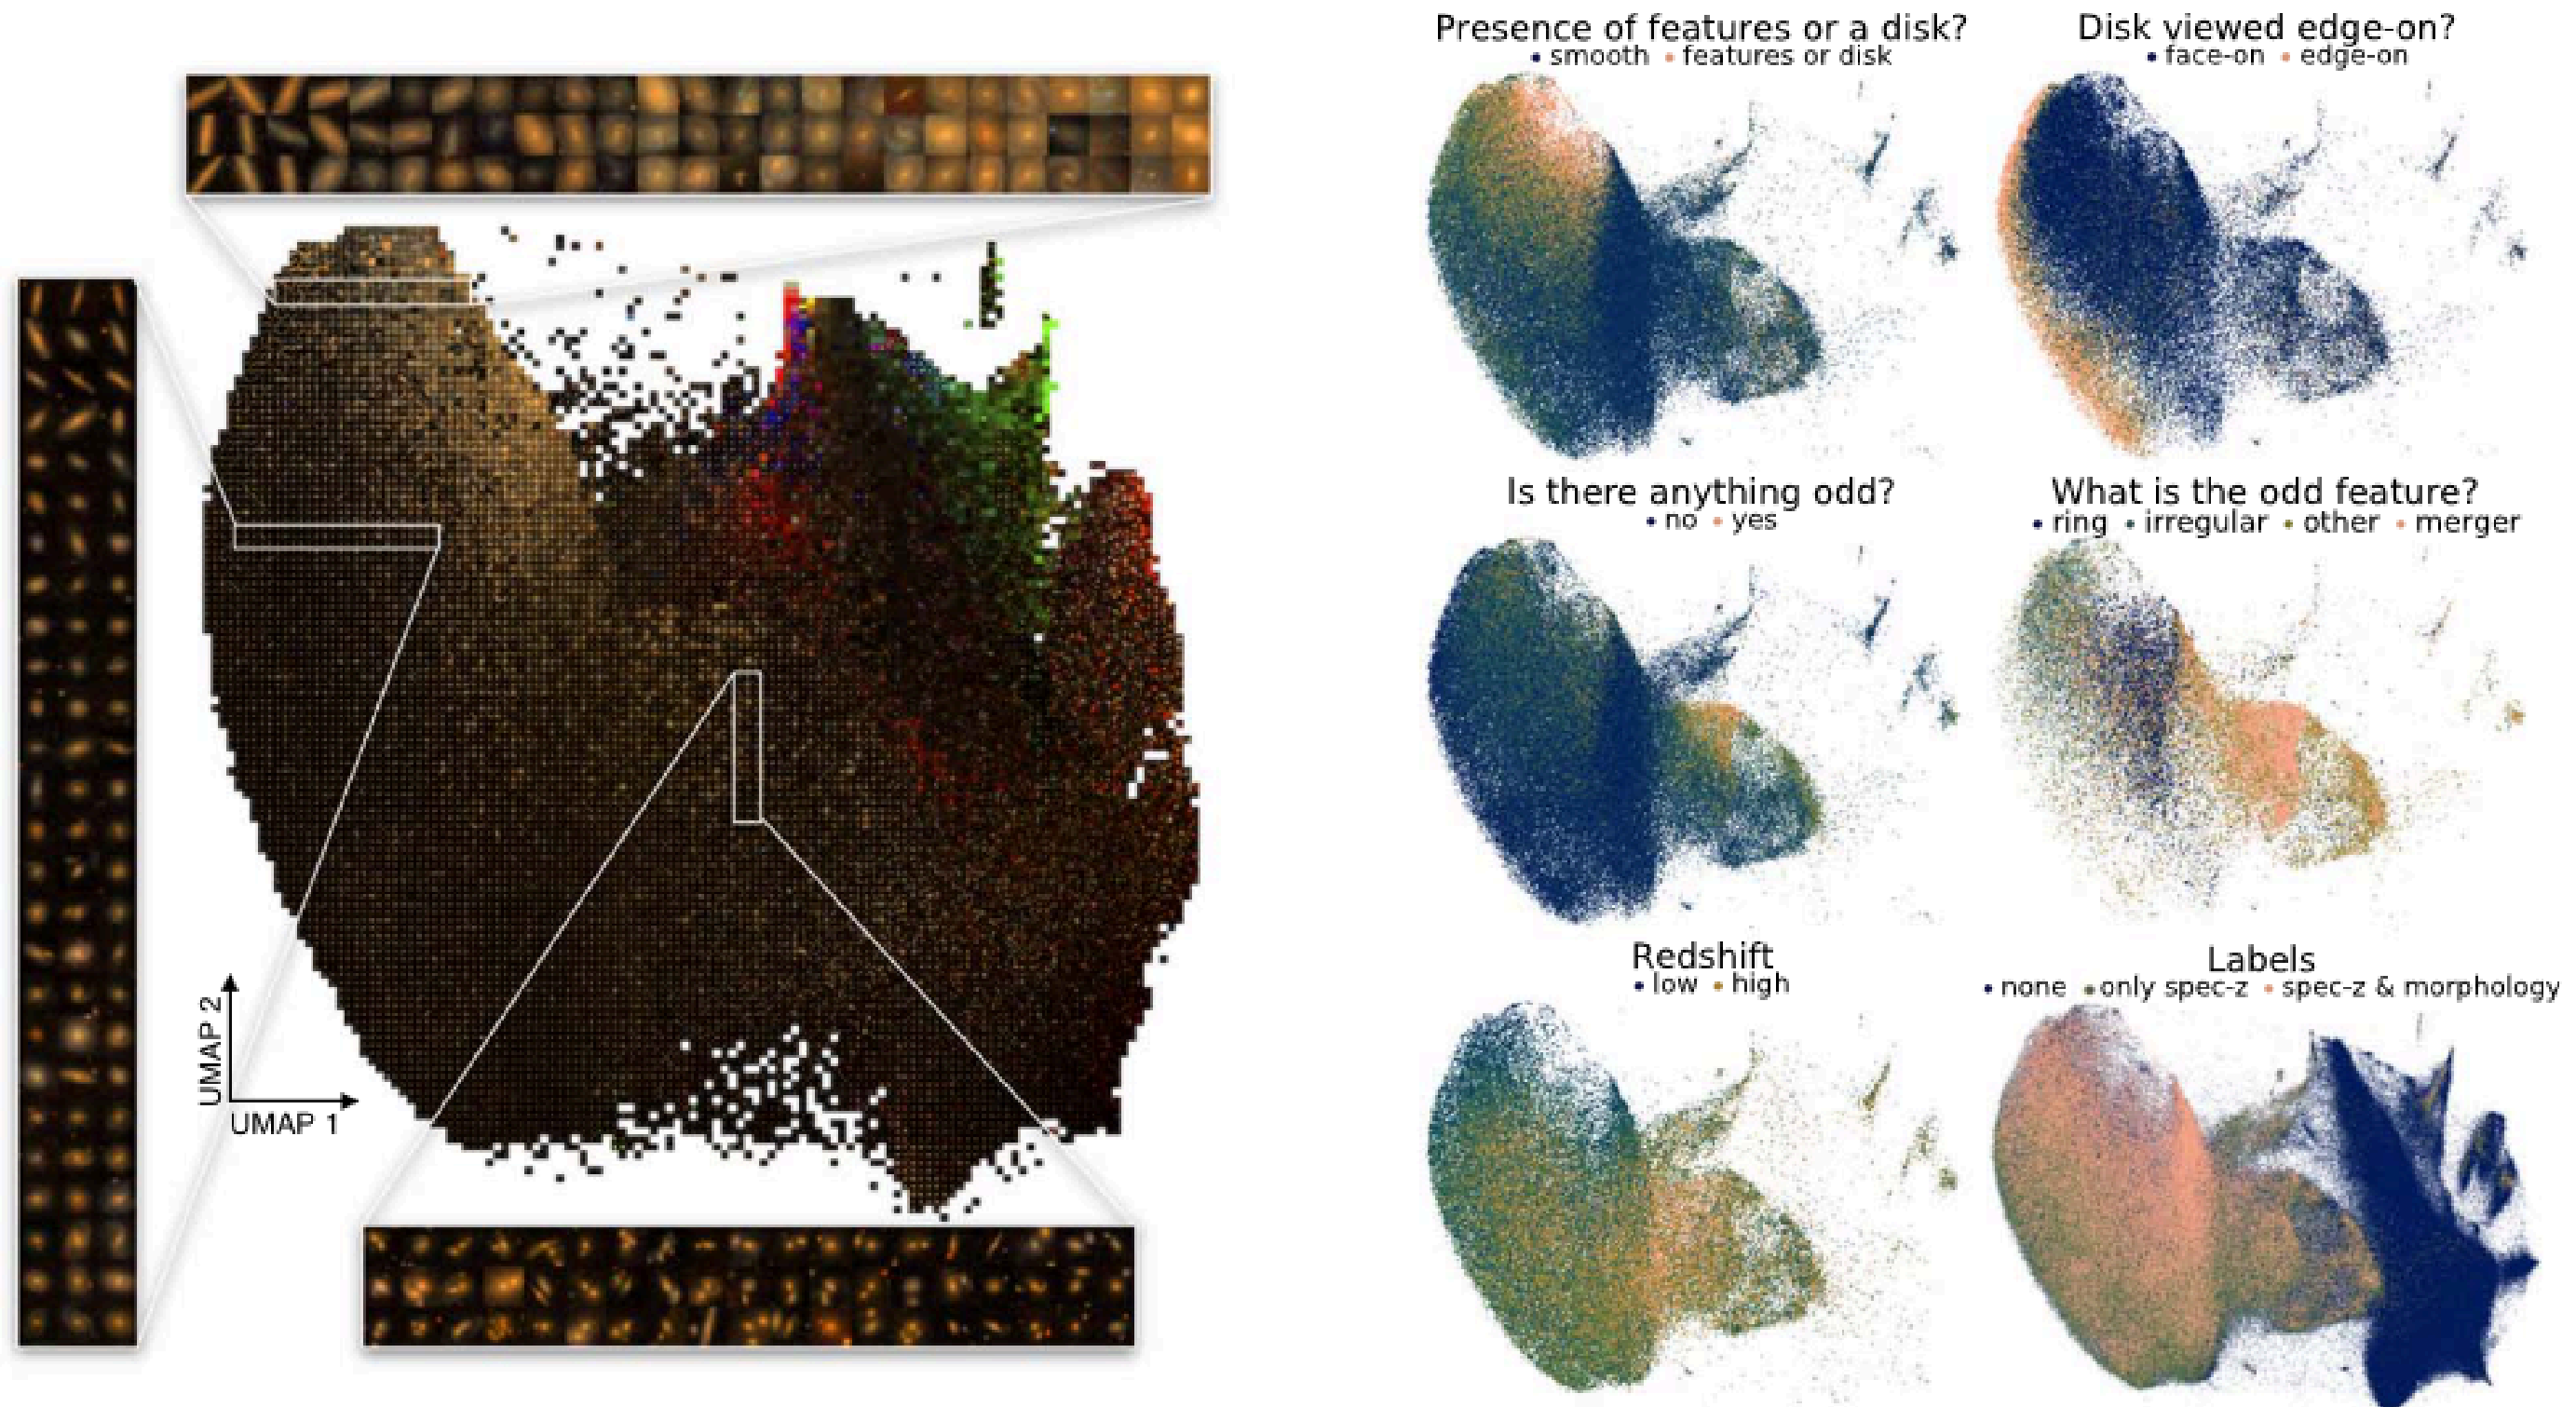 UMAP 2
UMAP 1
Presence of features or a disk?
• smooth • features or disk
Disk viewed edge-on?
• face-on • edge-on
Is there anything odd?
• no • yes
What is the odd feature?
• ring • irregular • other • merger
Redshift
• low • high
Labels
• none • only spec-z • spec-z & morphology